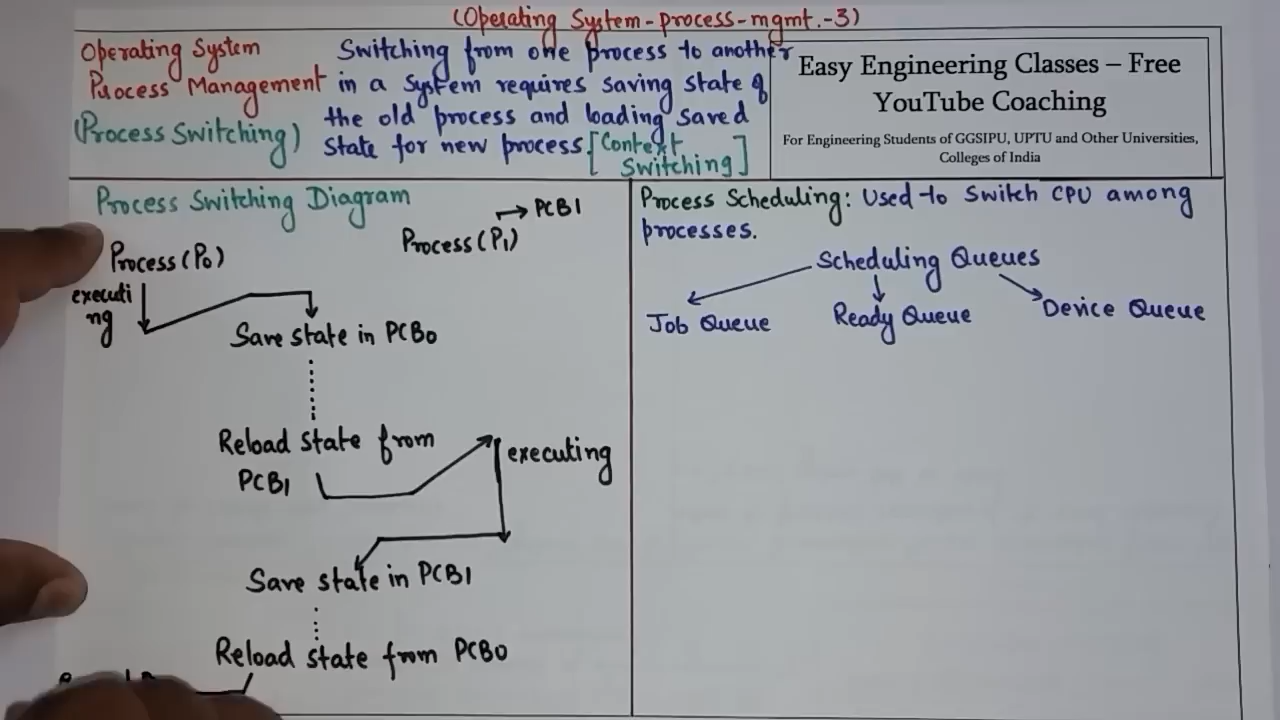 (Operating System-process-mgmt.-3)
Operating System
Process Management
(Process Switching)
Switching from one process to another
in a system requires saving state of
the old process and loading saved
state for new process. [Context
Switching]
Easy Engineering Classes – Free
YouTube Coaching
For Engineering Students of GGSIPU, UPTU and Other Universities,
Colleges of India
Process Switching Diagram
PCB1
Process (P1)
Process (P0)
executi
ng
Save state in PCB0
Reload state from
PCB1
executing
Save state in PCB1
Reload state from PCB0
Process Scheduling: Used to Switch CPU among
processes.
Scheduling Queues
Job Queue
Ready Queue
Device Queue